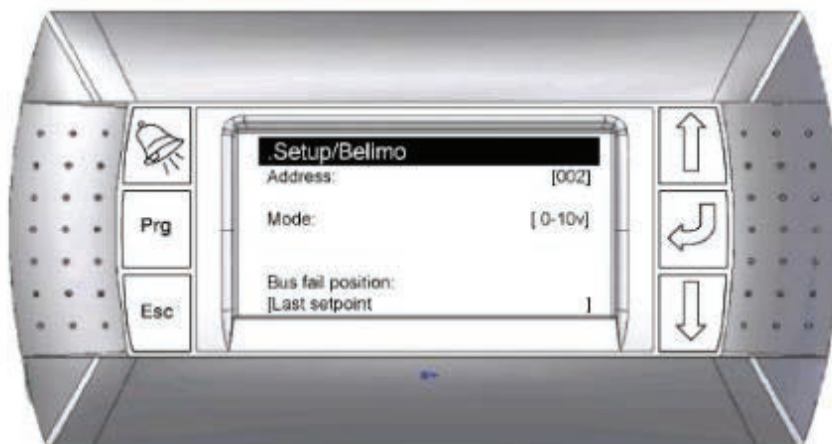 .Setup/Belimo
Address: [002]
Prg
Mode: [ 0-10v]
Bus fail position:
Esc
[Last setpoint ]